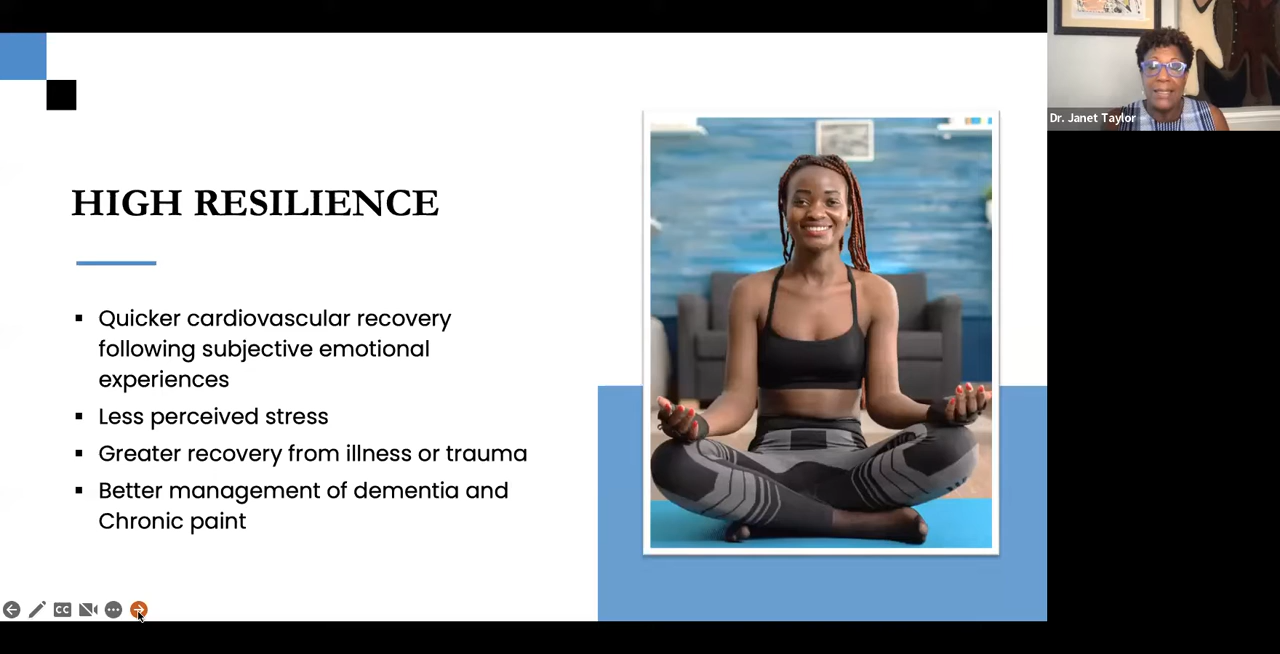 Dr. Janet Taylor
HIGH RESILIENCE
▪ Quicker cardiovascular recovery
following subjective emotional
experiences
▪ Less perceived stress
▪ Greater recovery from illness or trauma
▪ Better management of dementia and
Chronic paint
CC